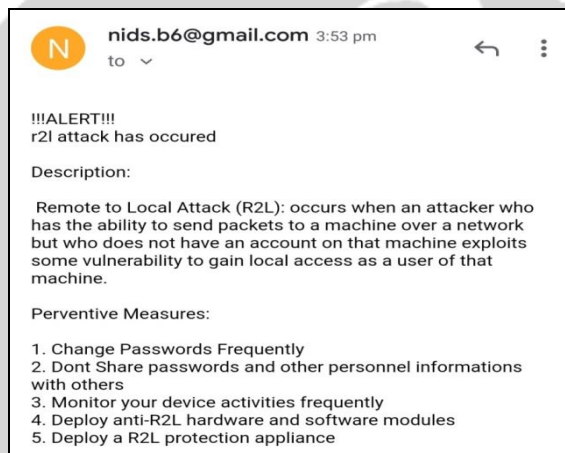 N
nids.b6@gmail.com 3:53 pm
to
!!!ALERT!!!
r2l attack has occured
Description:
Remote to Local Attack (R2L): occurs when an attacker who
has the ability to send packets to a machine over a network
but who does not have an account on that machine exploits
some vulnerability to gain local access as a user of that
machine.
Perventive Measures:
1. Change Passwords Frequently
2. Dont Share passwords and other personnel informations
with others
3. Monitor your device activities frequently
4. Deploy anti-R2L hardware and software modules
5. Deploy a R2L protection appliance